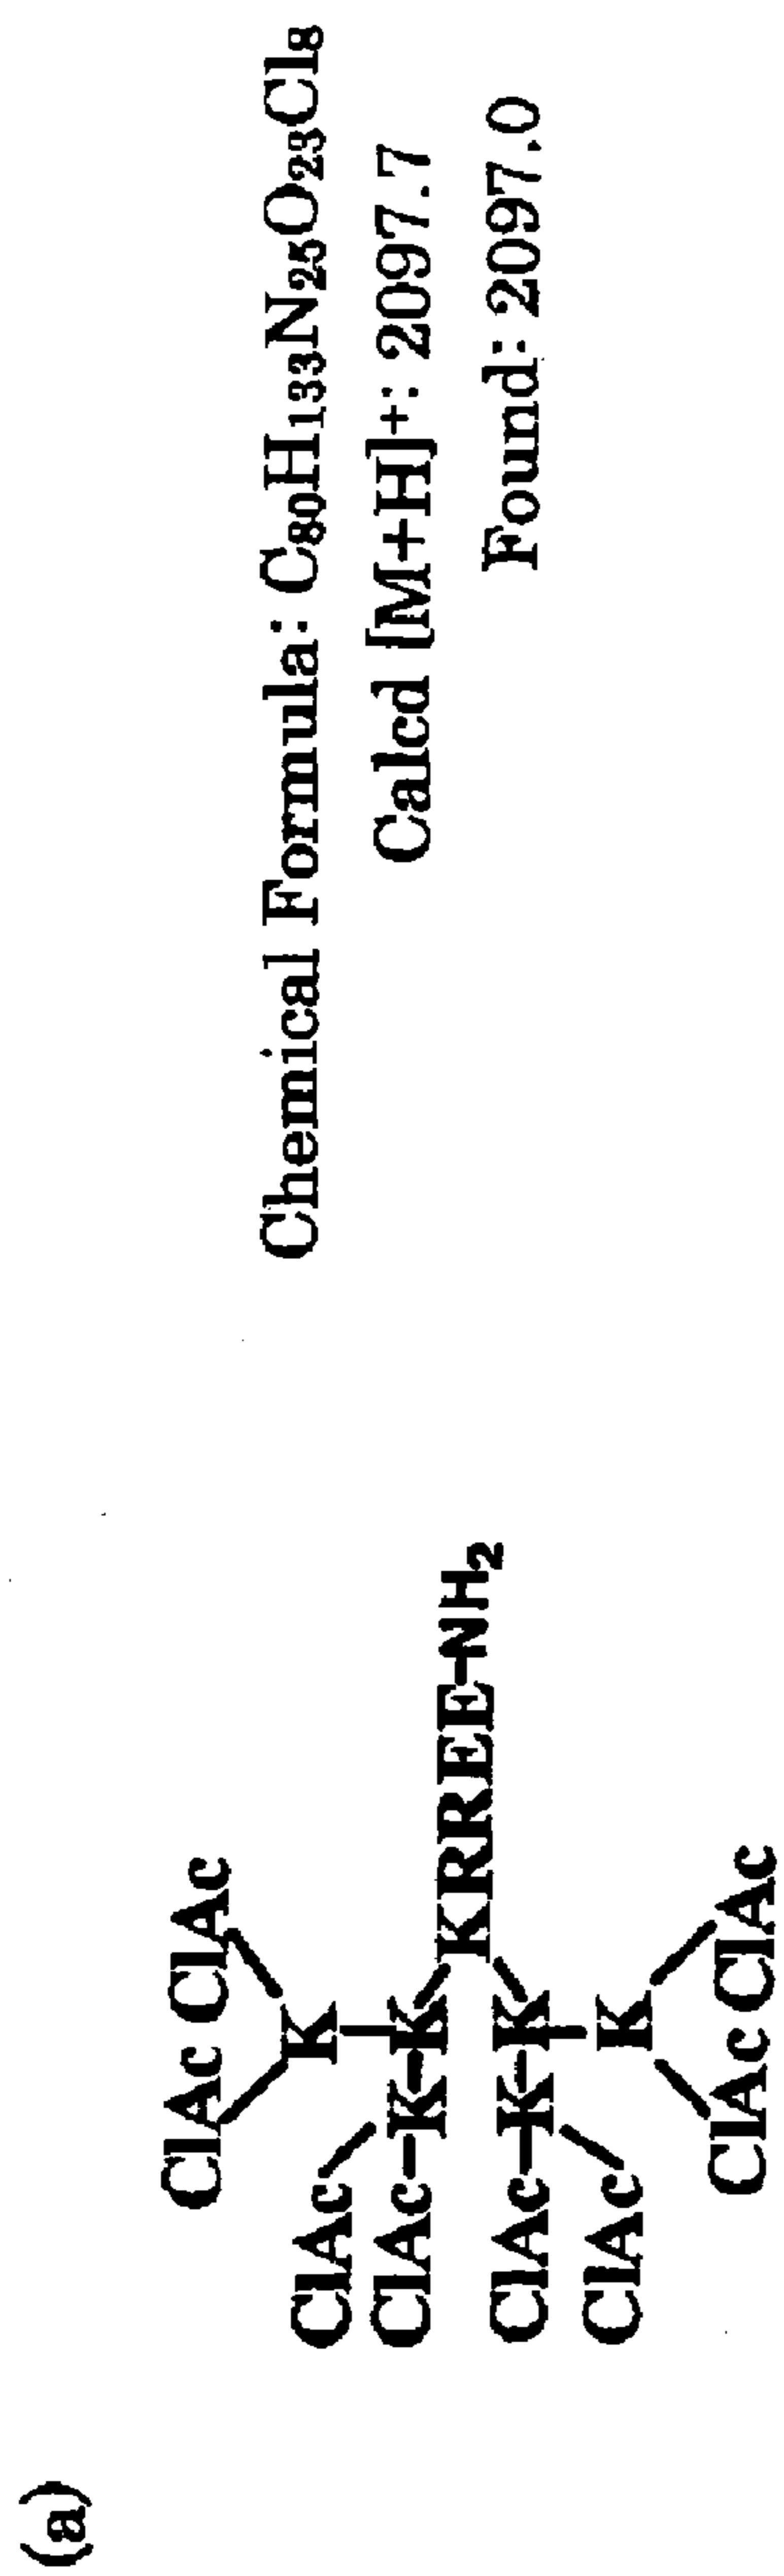 (a)
ClAc ClAc
K
ClAc
ClAc–K–K
KRREE–NH₂
ClAc–K–K
ClAc
K
ClAc ClAc
Chemical Formula: C₈₀H₁₃₃N₂₅O₂₃Cl₈
Calcd [M+H]⁺: 2097.7
Found: 2097.0